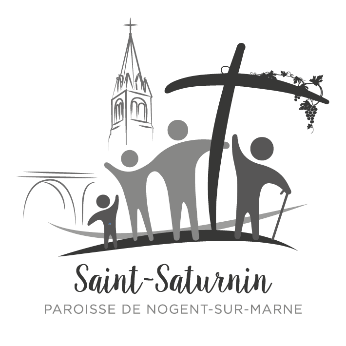 Saint-Saturnin
PAROISSE DE NOGENT-SUR-MARNE